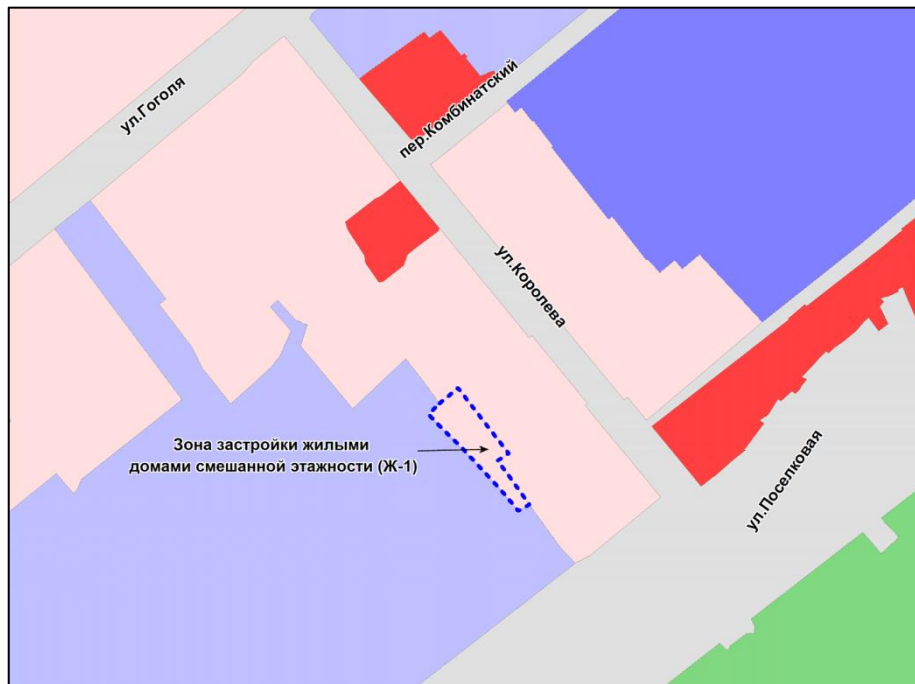 ул.Гоголя
пер.Комбинатский
ул.Королева
Зона застройки жилыми
домами смешанной этажности (Ж-1)
ул.Поселковая